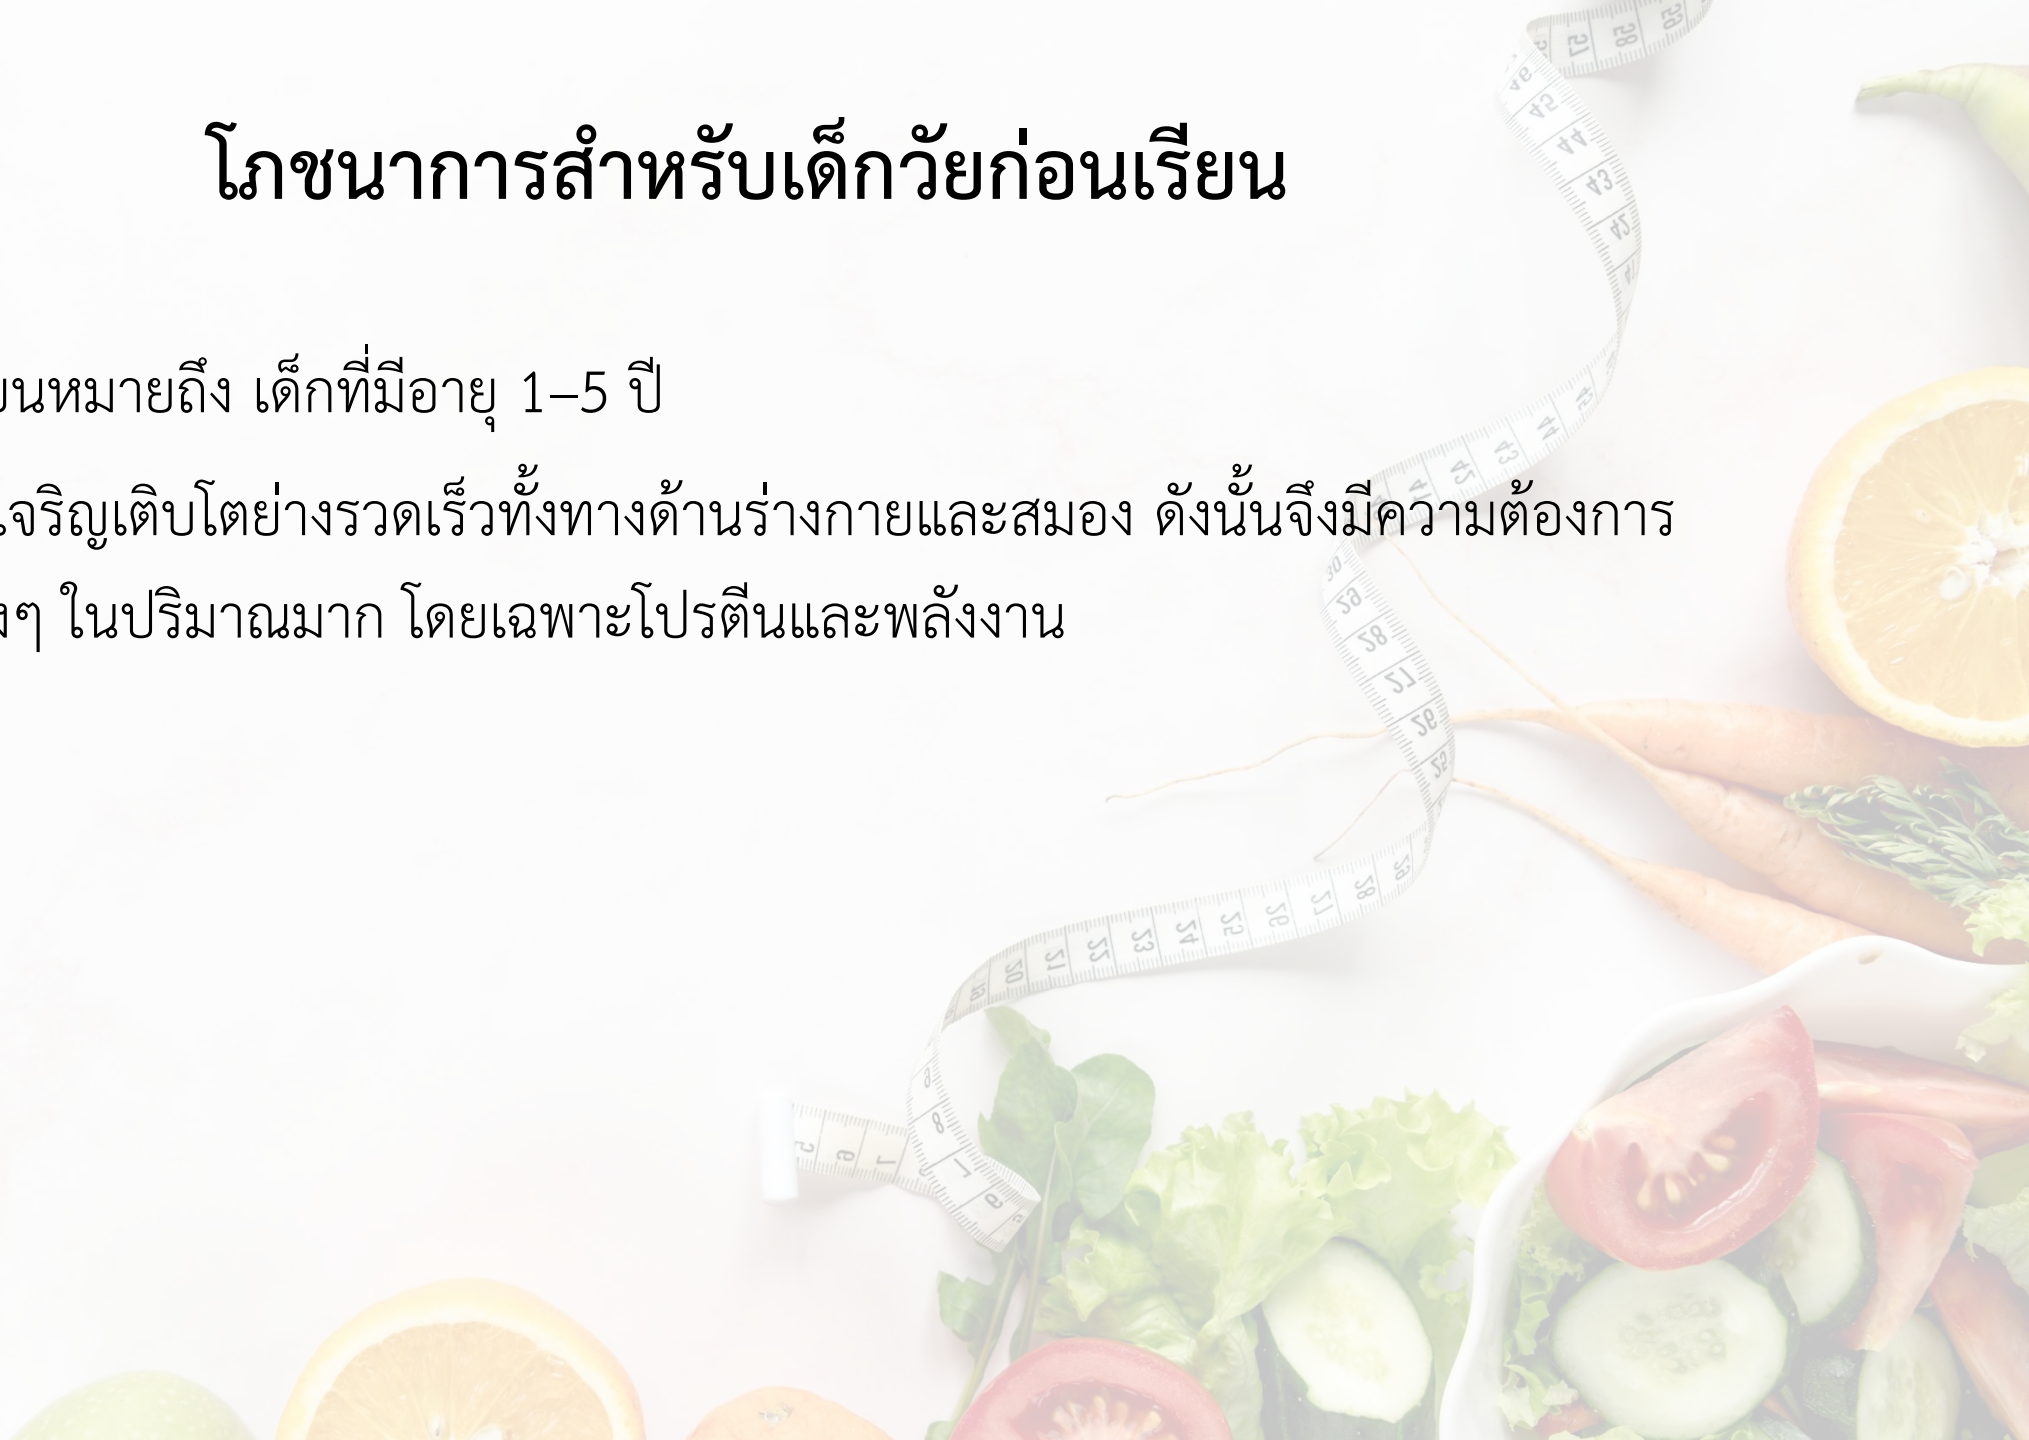 โภชนาการสำหรับเด็กวัยก่อนเรียน
ยนหมายถึง เด็กที่มีอายุ 1–5 ปี
เจริญเติบโตย่างรวดเร็วทั้งทางด้านร่างกายและสมอง ดังนั้นจึงมีความต้องการ
งๆ ในปริมาณมาก โดยเฉพาะโปรตีนและพลังงาน